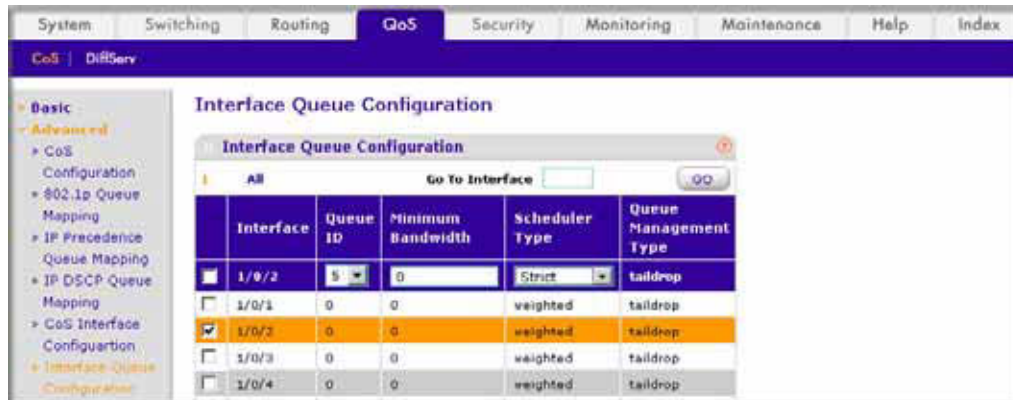 System Switching Routing QoS Security Monitoring Maintenance Help Index
CoS | DiffServ
Basic
Advanced
CoS
Configuration
802.1p Queue
Mapping
IP Precedence
Queue Mapping
IP DSCP Queue
Mapping
CoS Interface
Configuartion
Interface Queue
Configuration
Interface Queue Configuration
Interface Queue Configuration
1 All Go To Interface GO
Interface Queue ID Minimum Bandwidth Scheduler Type Queue Management Type
1/0/2 5 0 Strict taildrop
1/0/1 0 0 weighted taildrop
1/0/2 0 0 weighted taildrop
1/0/3 0 0 weighted taildrop
1/0/4 0 0 weighted taildrop